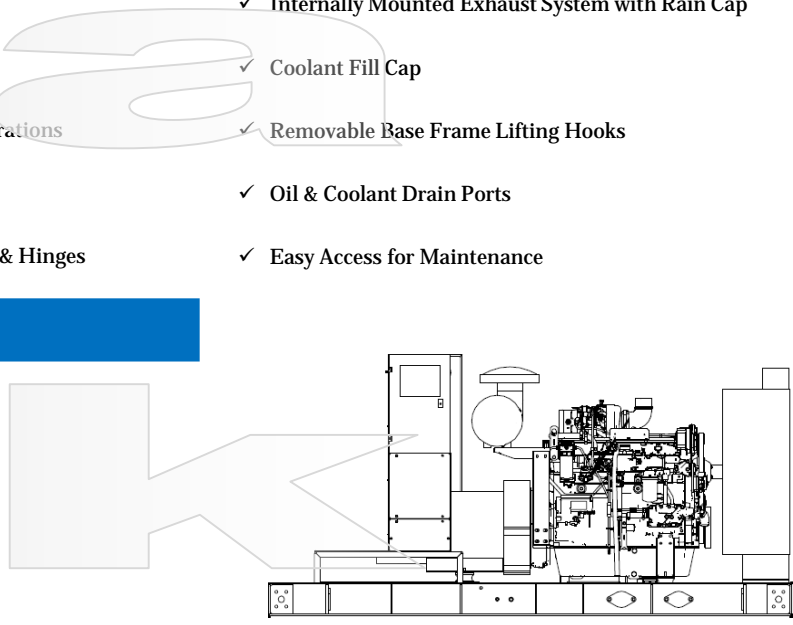 ✓ Internally Mounted Exhaust System with Rain Cap
✓ Coolant Fill Cap
rations ✓ Removable Base Frame Lifting Hooks
✓ Oil & Coolant Drain Ports
& Hinges ✓ Easy Access for Maintenance
a
k